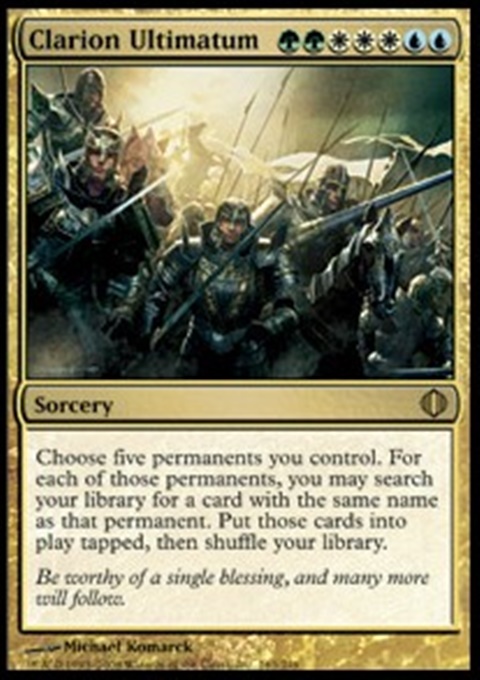 Clarion Ultimatum
Sorcery
Choose five permanents you control. For
each of those permanents, you may search
your library for a card with the same name
as that permanent. Put those cards into
play tapped, then shuffle your library.
Be worthy of a single blessing, and many more
will follow.
Michael Komarck